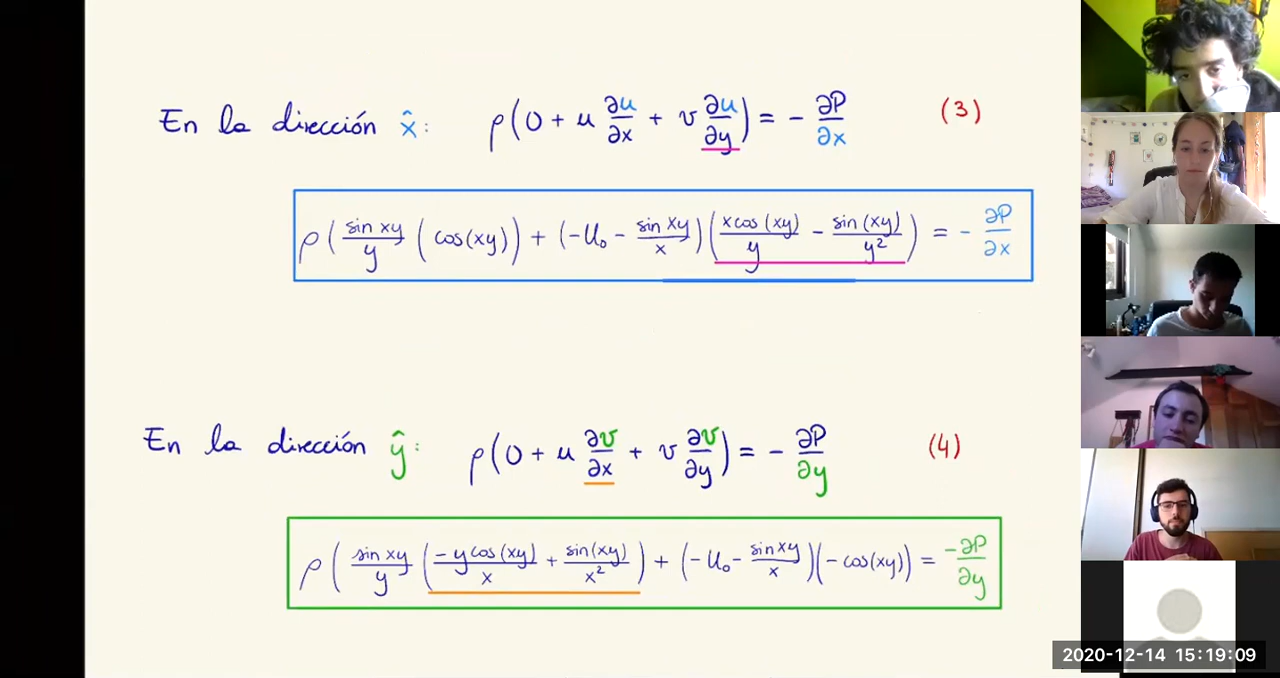 En la dirección x̂: ρ(0 + u ∂u/∂x + v ∂u/∂y) = - ∂P/∂x (3)
ρ( sin xy/y (cos(xy)) + (-U₀ - sin xy/x)( x cos(xy)/y - sin(xy)/y² ) = - ∂P/∂x
En la dirección ŷ: ρ(0 + u ∂v/∂x + v ∂v/∂y) = - ∂P/∂y (4)
ρ( sin xy/y ( -y cos(xy)/x + sin(xy)/x² ) + (-U₀ - sin xy/x)(-cos(xy)) = -∂P/∂y
2020-12-14 15:19:09